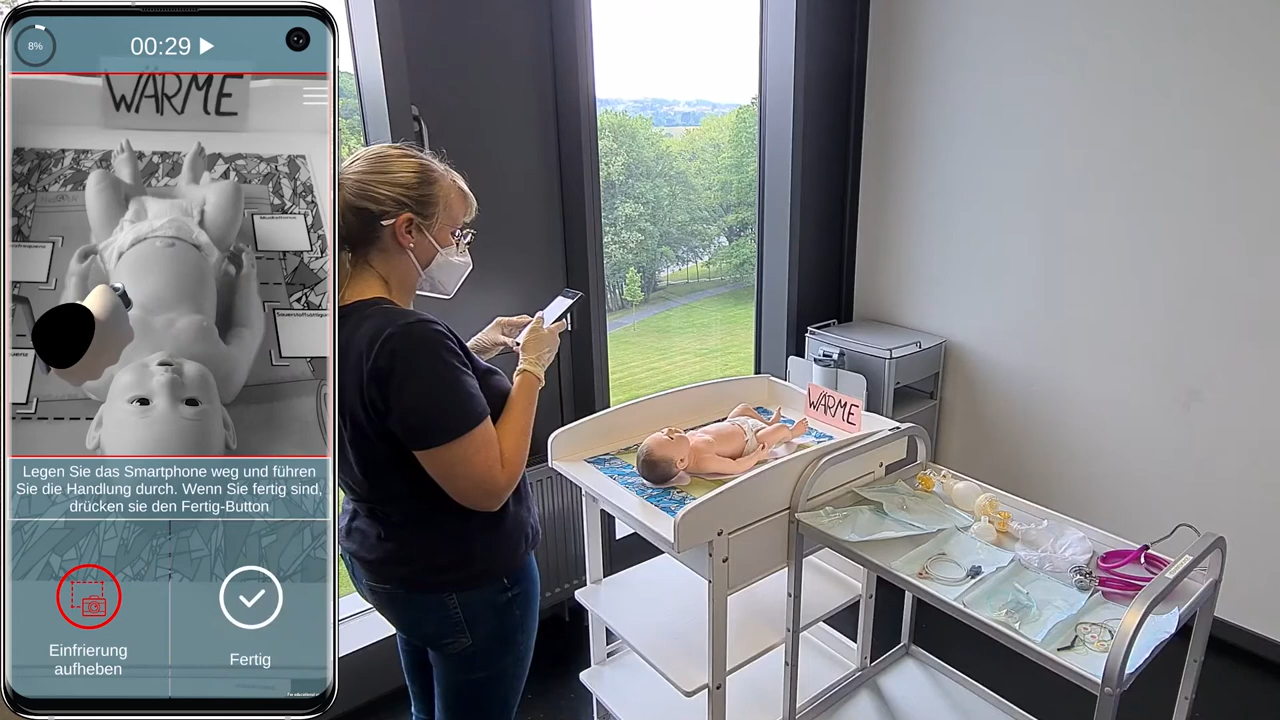 8%
00:29
WÄRME
Muskeltonus
Legen Sie das Smartphone weg und führen
Sie die Handlung durch. Wenn Sie fertig sind,
drücken sie den Fertig-Button
Einfrierung
aufheben
Fertig
WÄRME